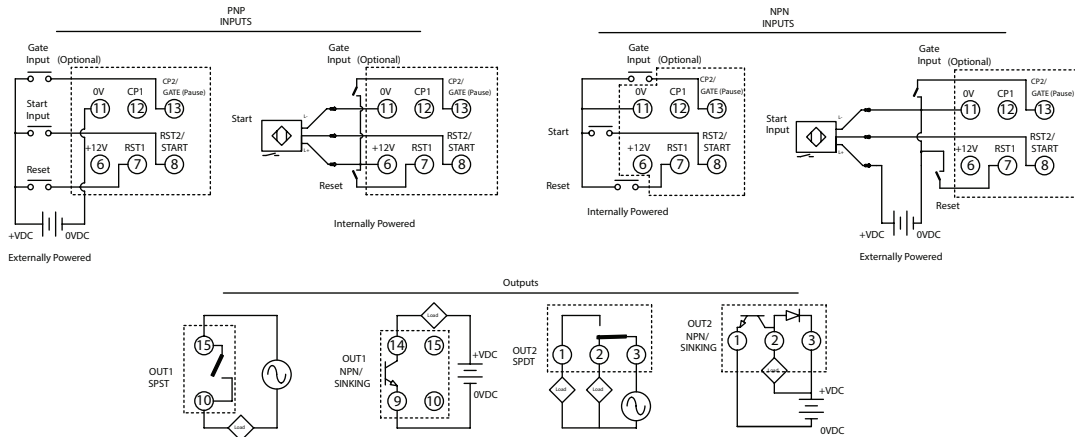 PNP
INPUTS
Gate
Input (Optional)
0V
CP1
CP2/
GATE (Pause)
11
12
13
Start
Input
+12V
RST1
RST2/
START
6
7
8
Reset
+VDC
0VDC
Externally Powered
Gate
Input (Optional)
0V
CP1
CP2/
GATE (Pause)
11
12
13
Start
L-
L+
+12V
RST1
RST2/
START
6
7
8
Reset
Internally Powered
NPN
INPUTS
Gate
Input (Optional)
0V
CP1
CP2/
GATE (Pause)
11
12
13
Start
+12V
RST1
RST2/
START
6
7
8
Reset
Internally Powered
Gate
Input (Optional)
0V
CP1
CP2/
GATE (Pause)
11
12
13
Start
Input
L-
L+
+12V
RST1
RST2/
START
6
7
8
Reset
+VDC
0VDC
Externally Powered
Outputs
15
OUT1
SPST
10
Load
Load
14
15
OUT1
NPN/
SINKING
9
10
+VDC
0VDC
OUT2
SPDT
1
2
3
Load
Load
OUT2
NPN/
SINKING
1
2
3
Load
+VDC
0VDC